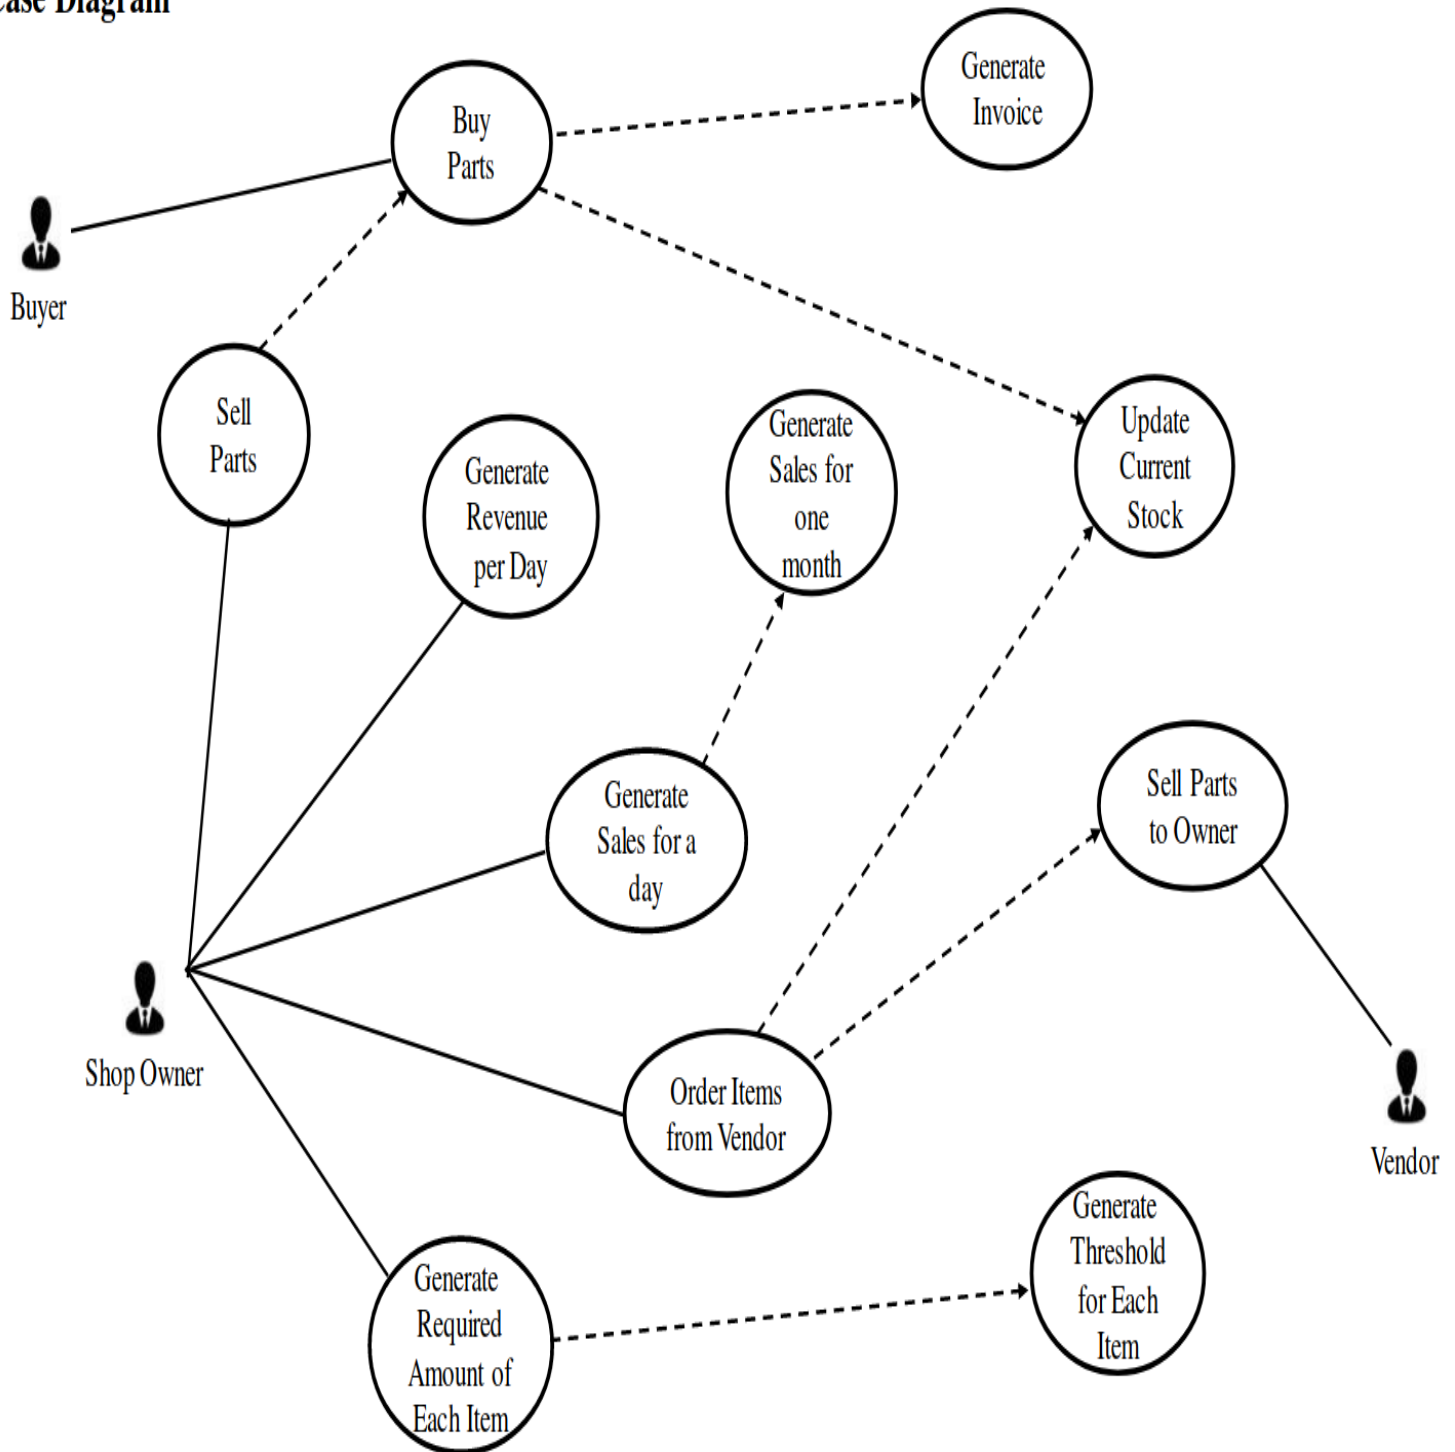 Case Diagram
Generate
Invoice
Buy
Parts
Buyer
Sell
Parts
Generate
Revenue
per Day
Generate
Sales for
one
month
Update
Current
Stock
Generate
Sales for a
day
Sell Parts
to Owner
Shop Owner
Order Items
from Vendor
Vendor
Generate
Threshold
for Each
Item
Generate
Required
Amount of
Each Item